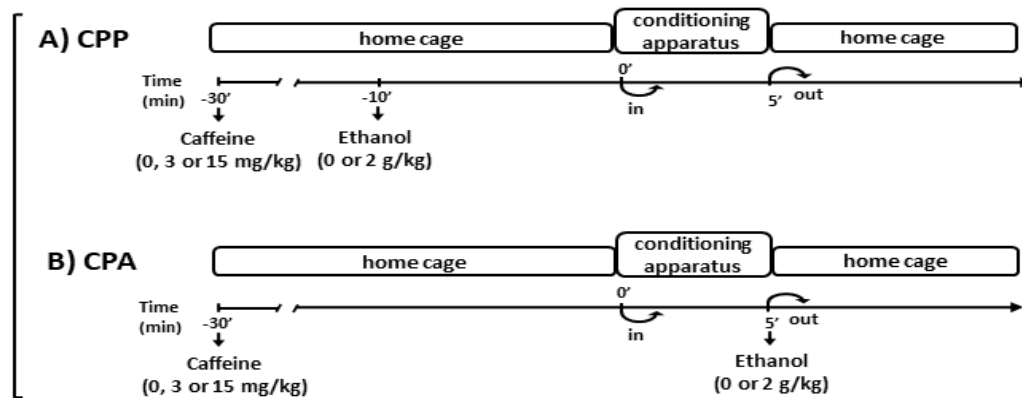 A) CPP
home cage
conditioning
apparatus
home cage
Time
(min)
-30’
-10’
0’
in
5’
out
Caffeine
(0, 3 or 15 mg/kg)
Ethanol
(0 or 2 g/kg)
B) CPA
home cage
conditioning
apparatus
home cage
Time
(min)
-30’
0’
in
5’
out
Caffeine
(0, 3 or 15 mg/kg)
Ethanol
(0 or 2 g/kg)